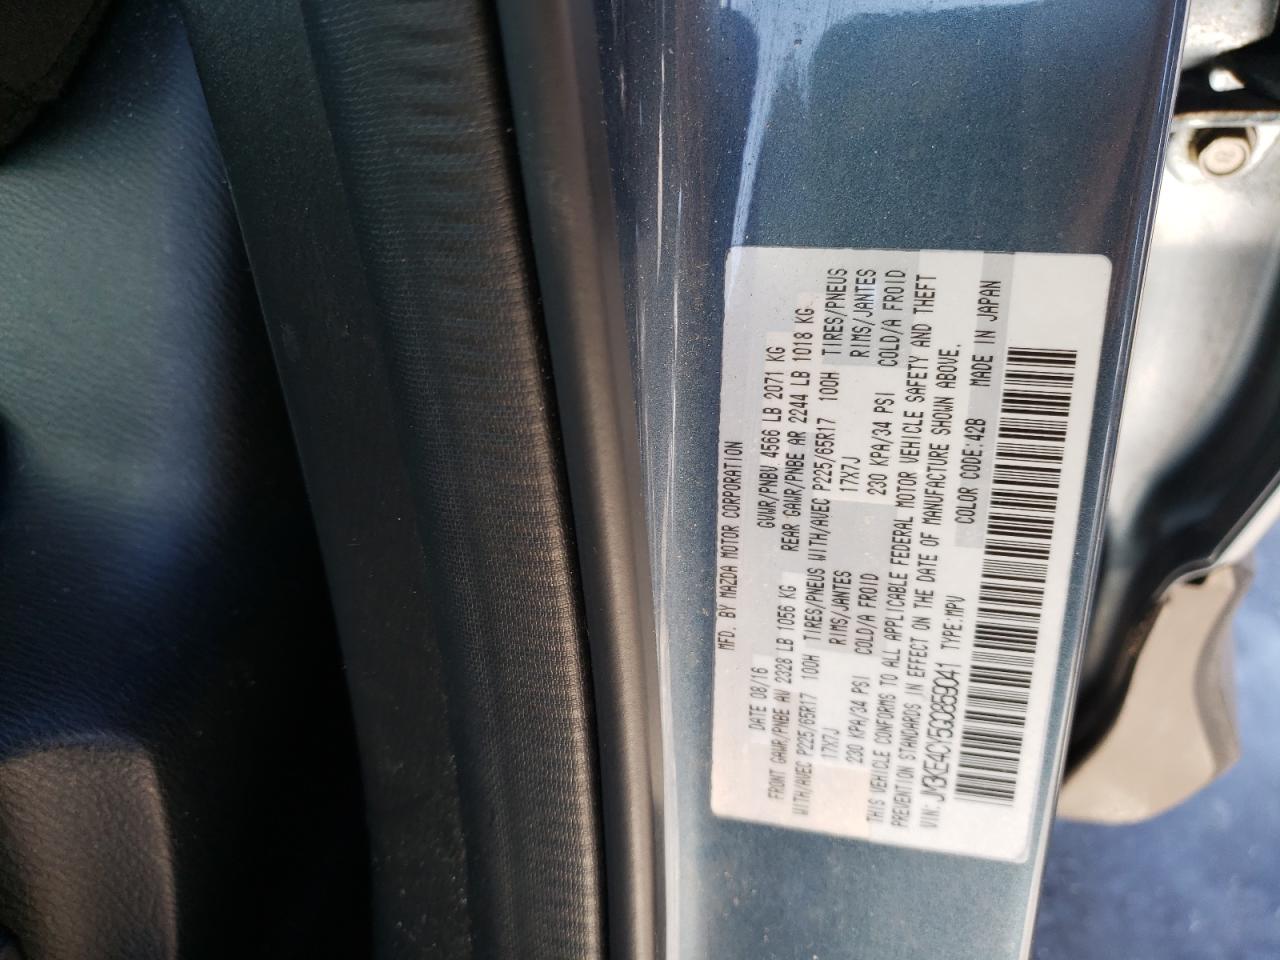 MFD. BY MAZDA MOTOR CORPORATION
DATE 08/16 GVWR/PNBV 4566 LB 2071 KG
FRONT GAWR/PNBE AV 2328 LB 1056 KG REAR GAWR/PNBE AR 2244 LB 1018 KG
WITH/AVEC P225/65R17 100H TIRES/PNEUS WITH/AVEC P225/65R17 100H TIRES/PNEUS
17X7J RIMS/JANTES 17X7J RIMS/JANTES
230 KPA/34 PSI COLD/A FROID 230 KPA/34 PSI COLD/A FROID
THIS VEHICLE CONFORMS TO ALL APPLICABLE FEDERAL MOTOR VEHICLE SAFETY AND THEFT
PREVENTION STANDARDS IN EFFECT ON THE DATE OF MANUFACTURE SHOWN ABOVE.
VIN: JM3KE4CY5G0859041 TYPE:MPV COLOR CODE:42B MADE IN JAPAN